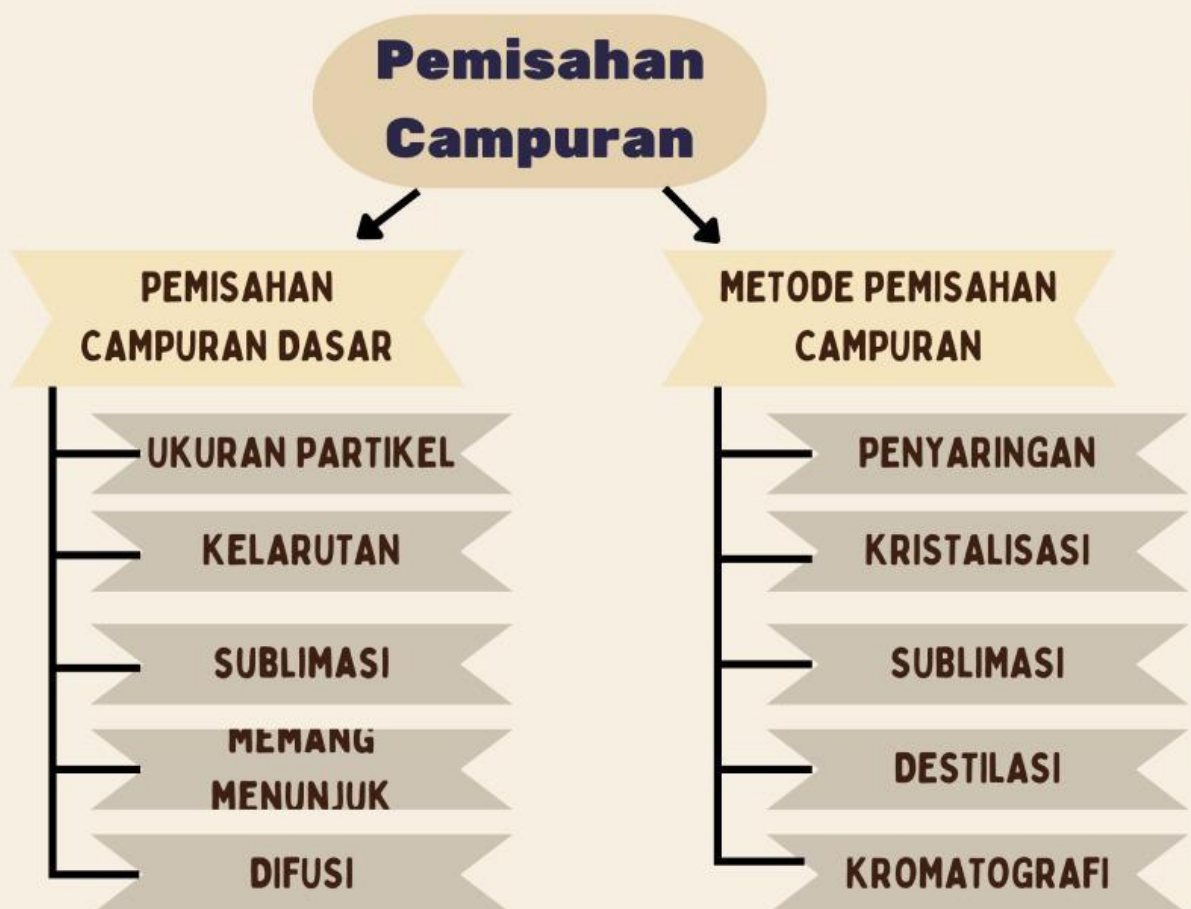 Pemisahan
Campuran
PEMISAHAN
CAMPURAN DASAR
UKURAN PARTIKEL
KELARUTAN
SUBLIMASI
MEMANG
MENUNJUK
DIFUSI
METODE PEMISAHAN
CAMPURAN
PENYARINGAN
KRISTALISASI
SUBLIMASI
DESTILASI
KROMATOGRAFI